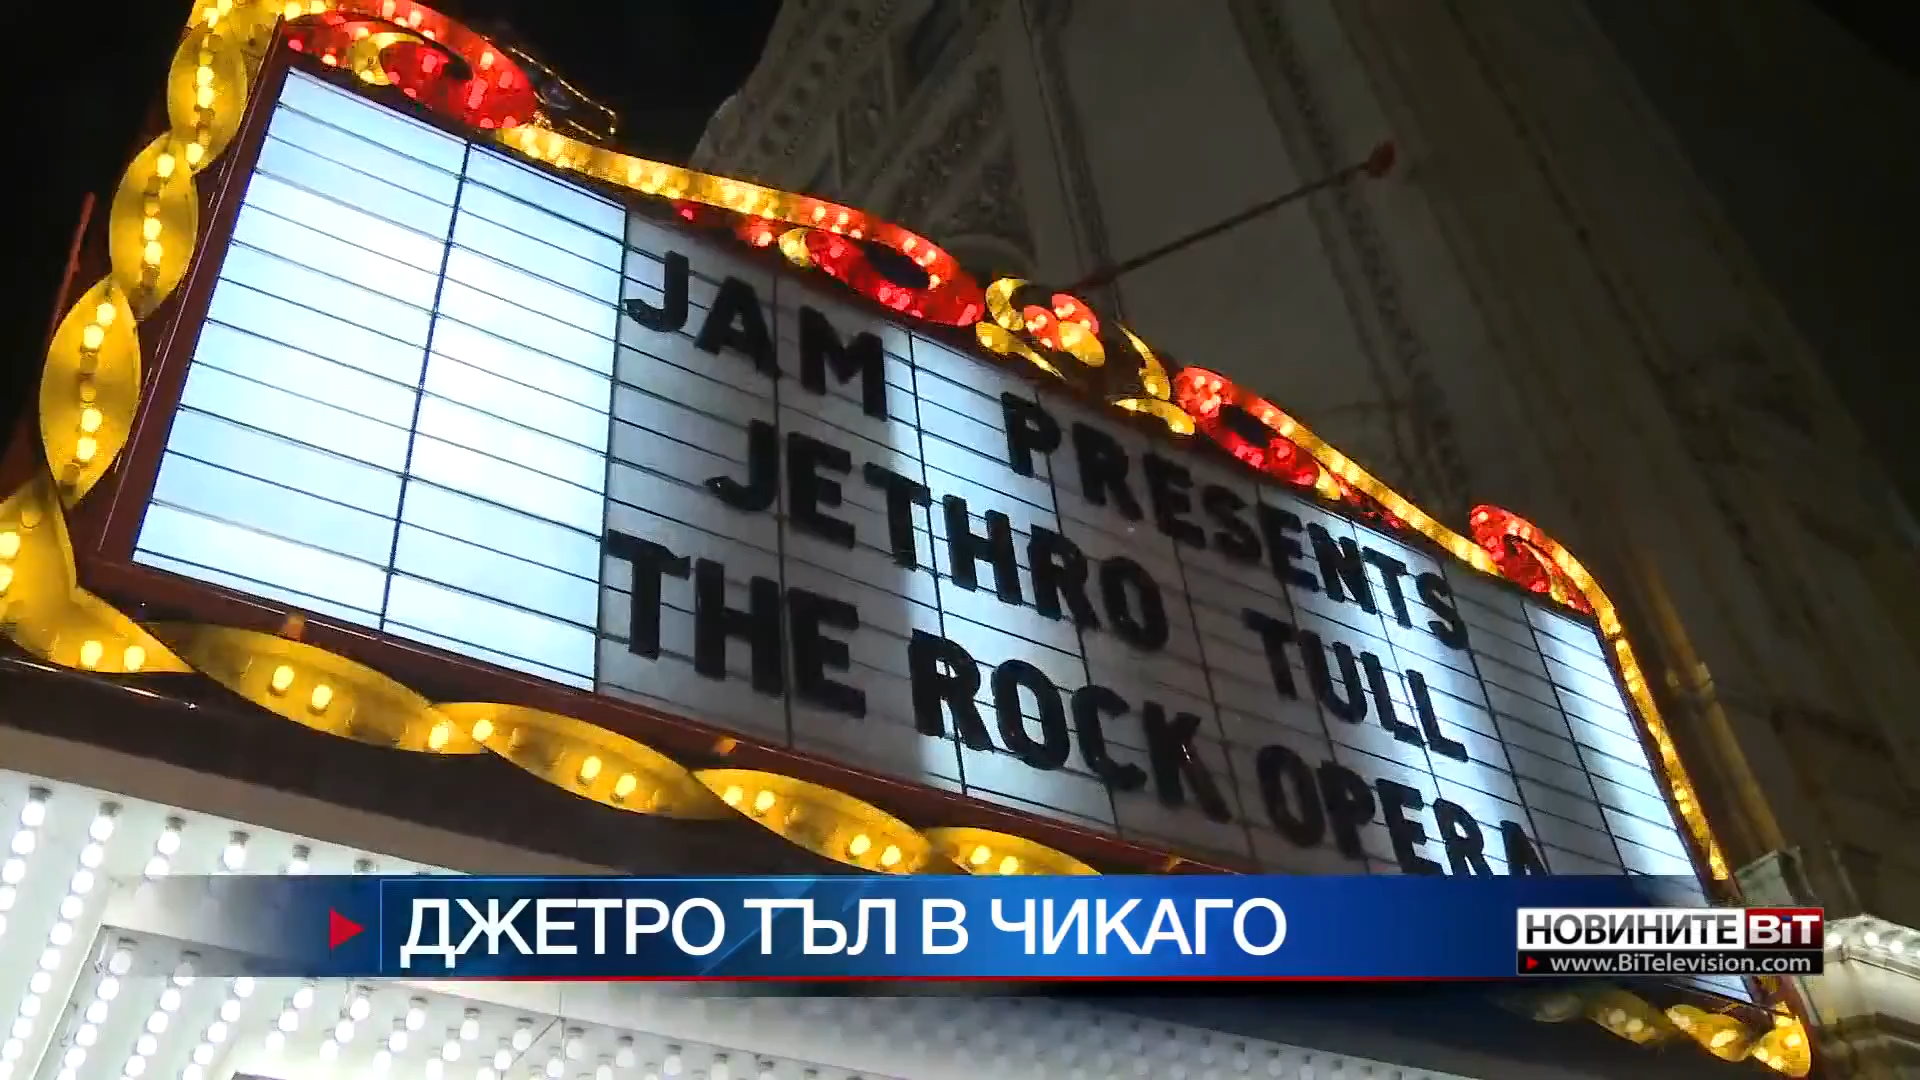 JAM PRESENTS
JETHRO TULL
THE ROCK OPERA
ДЖЕТРО ТЪЛ В ЧИКАГО
НОВИНИТЕ BiT
www.BiTelevision.com